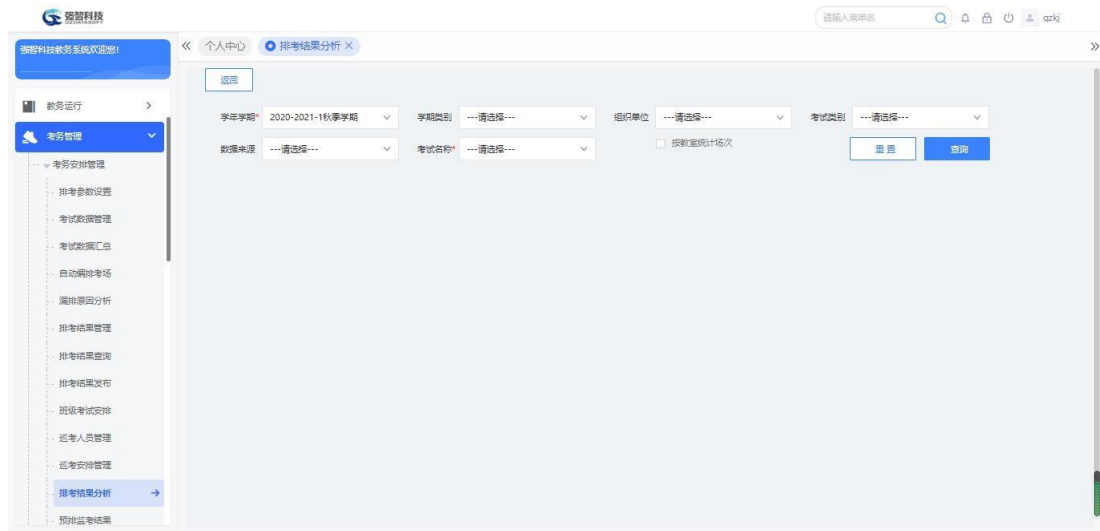 强智科技
QZDATASOFT
请输入菜单名
qzkj
强智科技教务系统欢迎您!
个人中心
排考结果分析
返回
教务运行
学年学期* 2020-2021-1秋季学期 学期类别 ---请选择--- 组织单位 ---请选择--- 考试类别 ---请选择---
考务管理
数据来源 ---请选择--- 考试名称* ---请选择--- 按教室统计场次 重置 查询
考务安排管理
排考参数设置
考试数据管理
考试数据汇总
自动编排考场
漏排原因分析
排考结果管理
排考结果查询
排考结果发布
班级考试安排
巡考人员管理
巡考安排管理
排考结果分析
预排监考结果